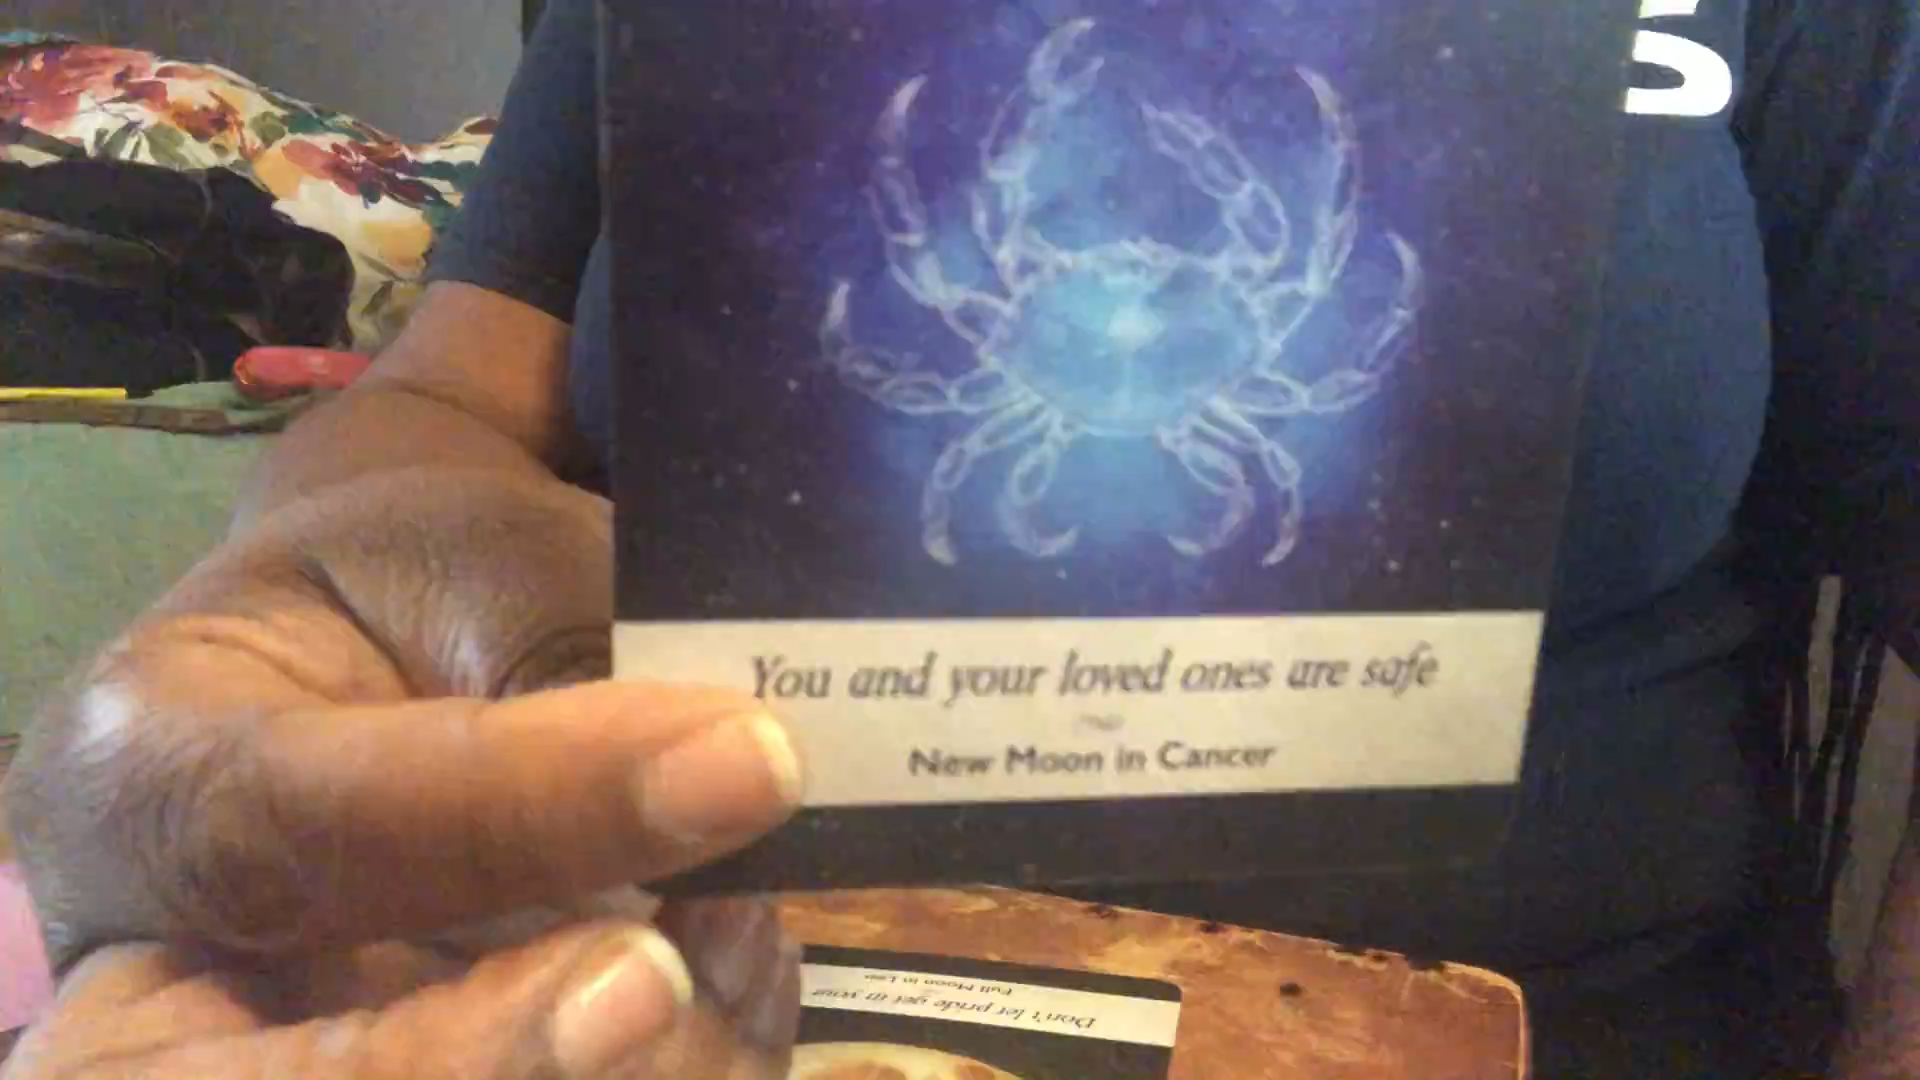 S
You and your loved ones are safe
New Moon in Cancer
Don't let pride get in your
Full Moon in Leo